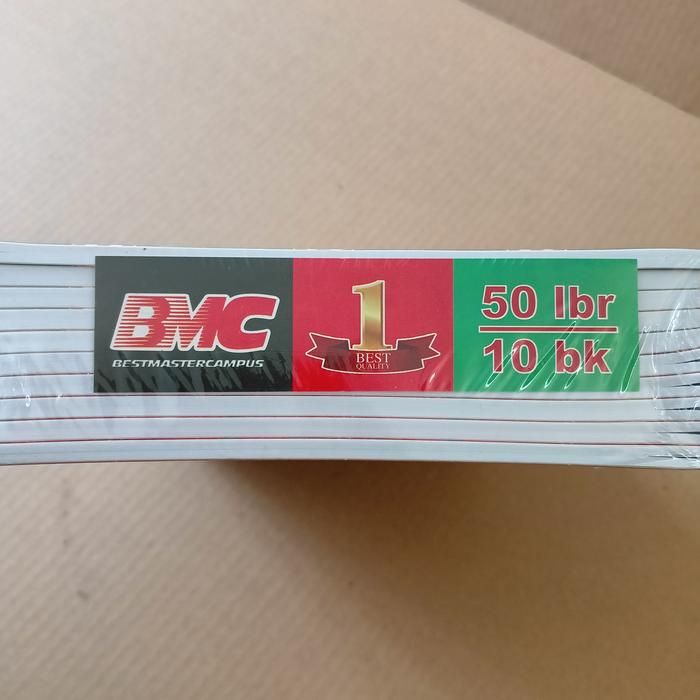 BMC
BESTMASTERCAMPUS
1
BEST
QUALITY
50 lbr
10 bk